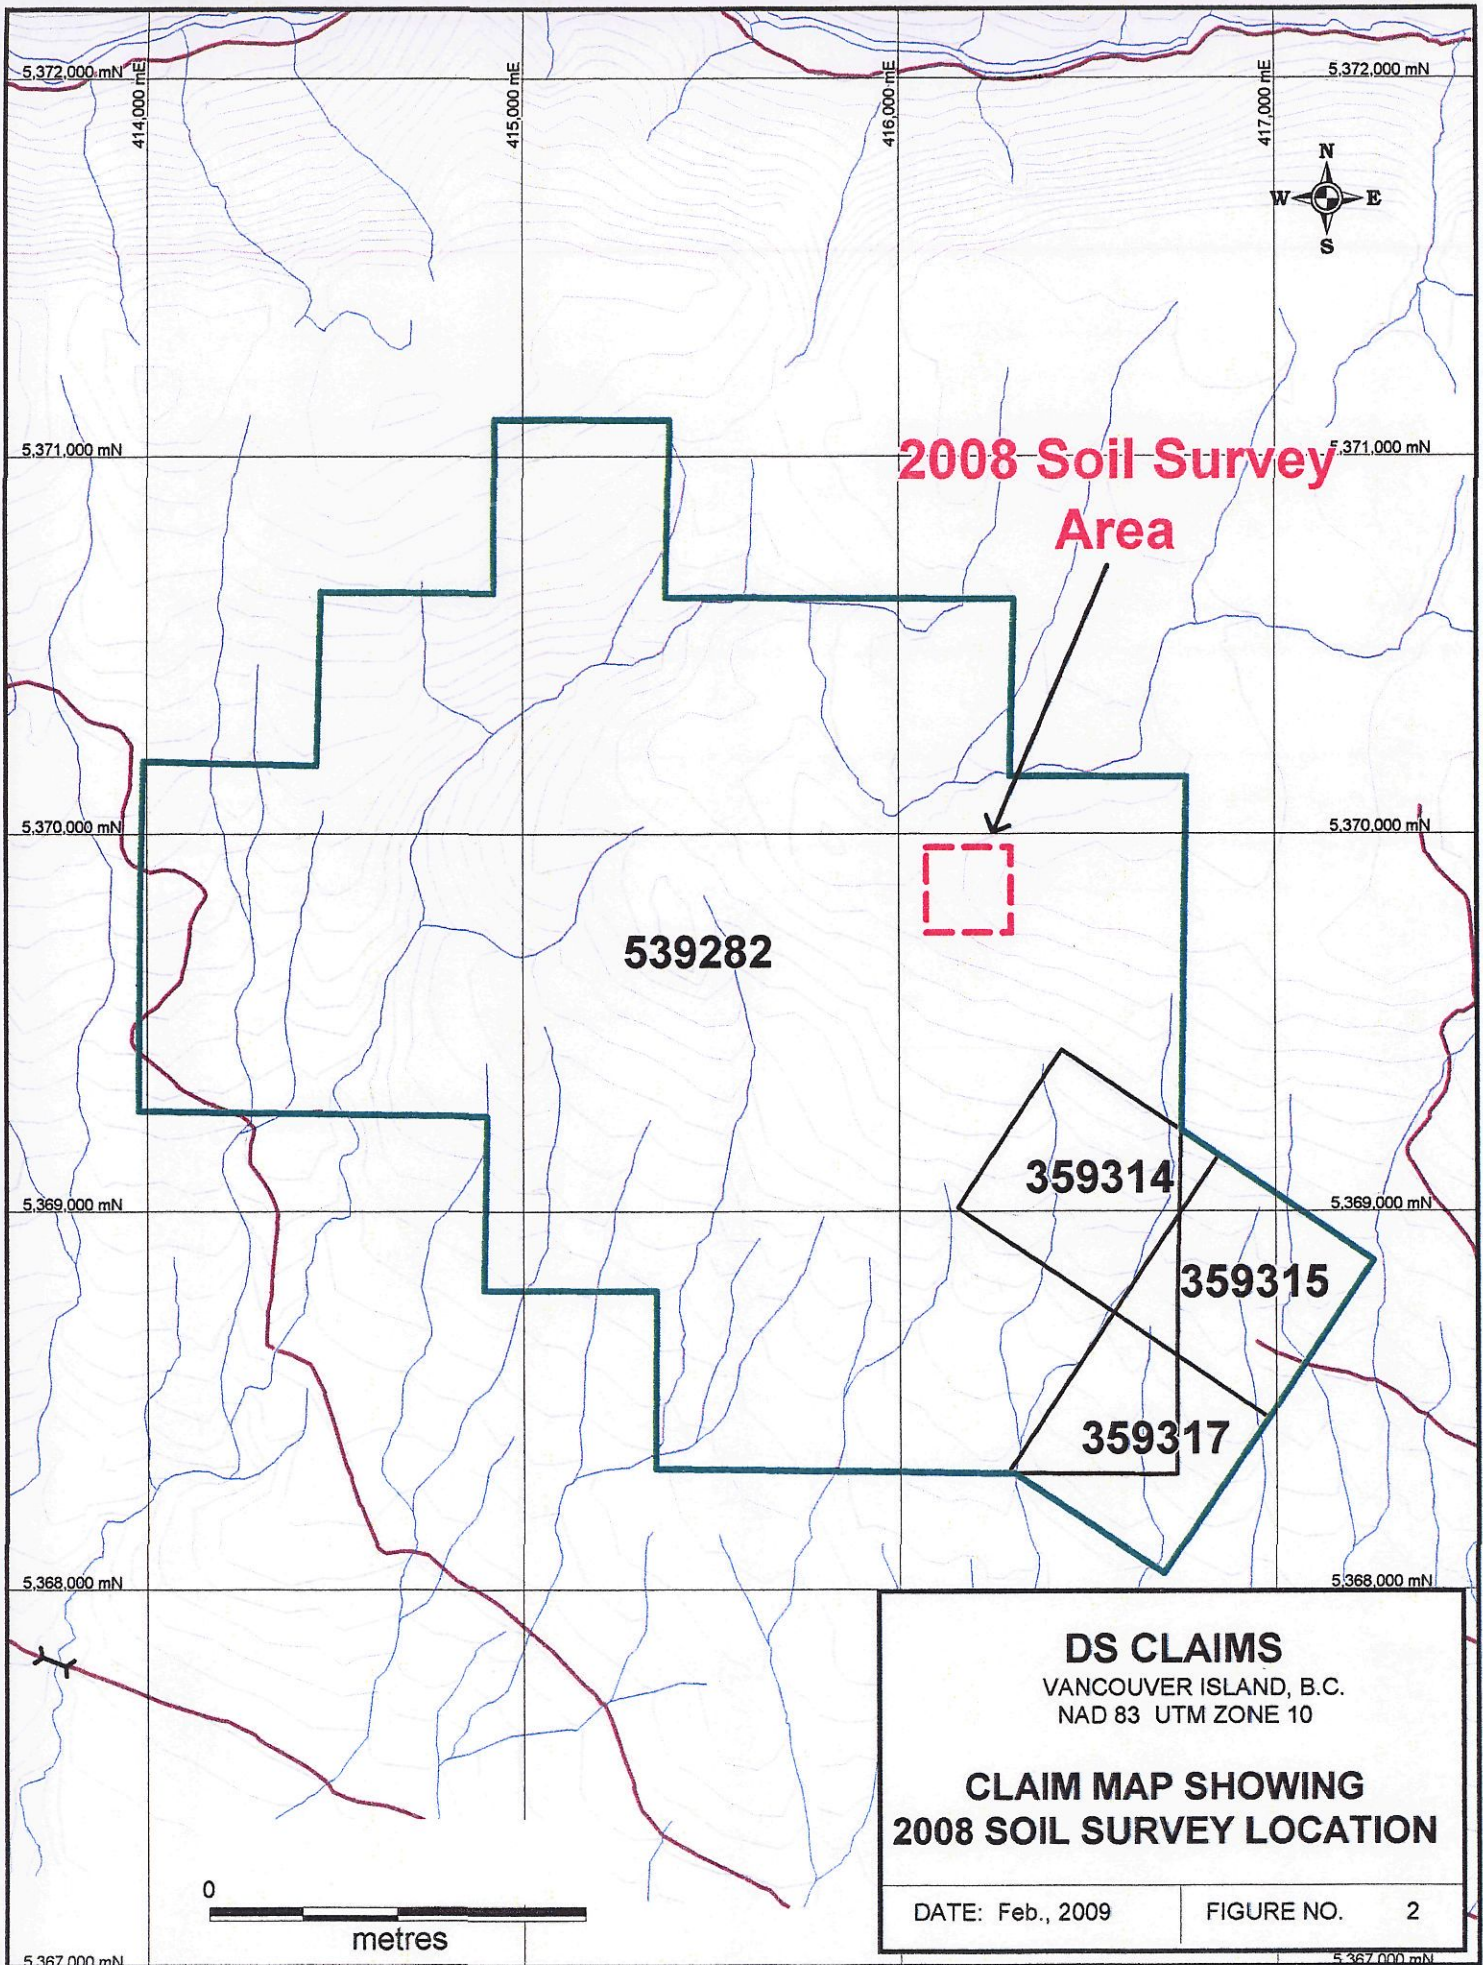 5,372,000 mN
414,000 mE
415,000 mE
416,000 mE
417,000 mE
5,372,000 mN
N
W E
S
5,371,000 mN
5,371,000 mN
2008 Soil Survey
Area
5,370,000 mN
5,370,000 mN
539282
359314
5,369,000 mN
5,369,000 mN
359315
359317
5,368,000 mN
5,368,000 mN
DS CLAIMS
VANCOUVER ISLAND, B.C.
NAD 83 UTM ZONE 10
CLAIM MAP SHOWING
2008 SOIL SURVEY LOCATION
DATE: Feb., 2009
FIGURE NO. 2
0
metres
5,367,000 mN
5,367,000 mN